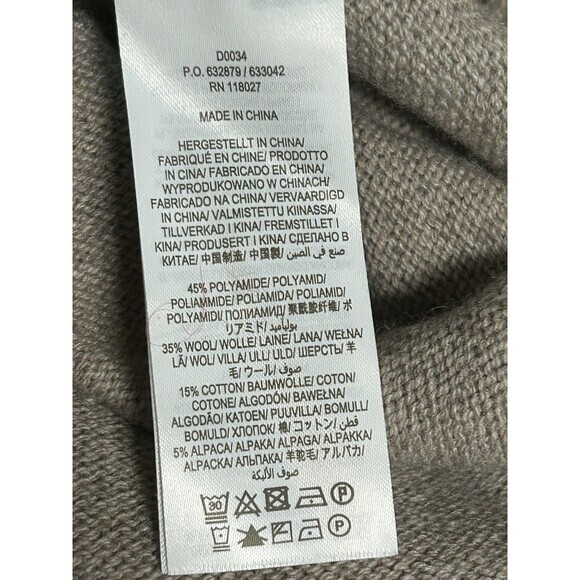 D0034
P.O. 632879 / 633042
RN 118027
MADE IN CHINA
HERGESTELLT IN CHINA/
FABRIQUÉ EN CHINE/ PRODOTTO
IN CINA/ FABRICADO EN CHINA/
WYPRODUKOWANO W CHINACH/
FABRICADO NA CHINA/ VERVAARDIGD
IN CHINA/ VALMISTETTU KIINASSA/
TILLVERKAD I KINA/ FREMSTILLET I
KINA/ PRODUSERT I KINA/ СДЕЛАНО В
КИТАЕ/ 中国制造/ 中国製/ صنع في الصين
45% POLYAMIDE/ POLYAMID/
POLIAMMIDE/ POLIAMIDA/ POLIAMID/
POLYAMIDI/ ПОЛИАМИД/ 聚酰胺纤维/ ポ
リアミド/ بولياميد
35% WOOL/ WOLLE/ LAINE/ LANA/ WEŁNA/
LÃ/ WOL/ VILLA/ ULL/ ULD/ ШЕРСТЬ/ 羊
毛/ ウール/ صوف
15% COTTON/ BAUMWOLLE/ COTON/
COTONE/ ALGODÓN/ BAWEŁNA/
ALGODÃO/ KATOEN/ PUUVILLA/ BOMULL/
BOMULD/ ХЛОПОК/ 棉/ コットン/ قطن
5% ALPACA/ ALPAKA/ ALPAGA/ ALPAKKA/
ALPACKA/ АЛЬПАКА/ 羊驼毛/ アルパカ/
صوف الألبكة
30 P
P